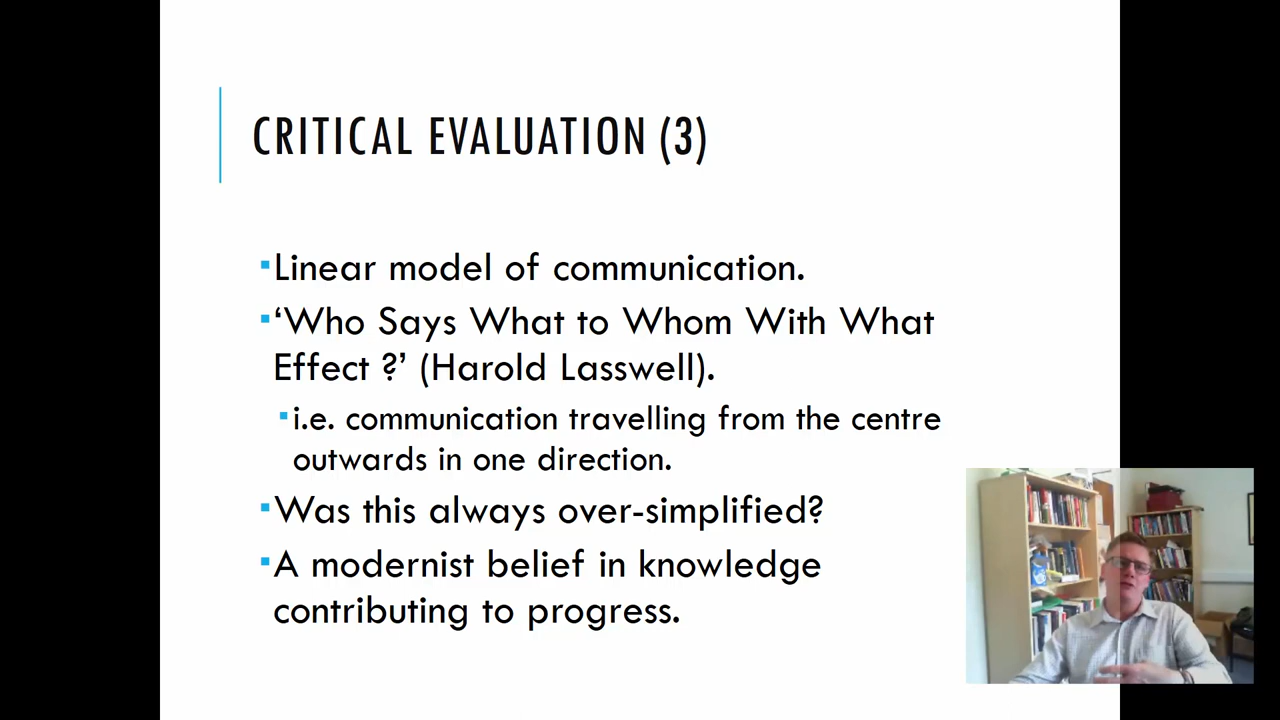 CRITICAL EVALUATION (3)
▪Linear model of communication.
▪‘Who Says What to Whom With What
Effect ?’ (Harold Lasswell).
▪i.e. communication travelling from the centre
outwards in one direction.
▪Was this always over-simplified?
▪A modernist belief in knowledge
contributing to progress.